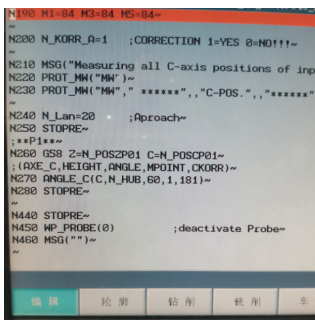 N190 M1=84 M3=84 M5=84~
~
N200 N_KORR_A=1 ;CORRECTION 1=YES 0=NO!!!~
~
N210 MSG("Measuring all C-axis positions of inp
N220 PROT_MW("MW")~
N230 PROT_MW("MW"," ******",,"C-POS.",,"******"
~
N240 N_Lan=20 ;Aproach~
N250 STOPRE~
;**P1**~
N260 G58 Z=N_POSZP01 C=N_POSCP01~
;(AXE_C,HEIGHT,ANGLE,MPOINT,CKORR)~
N270 ANGLE_C(C,N_HUB,60,1,181)~
N280 STOPRE~
~
N440 STOPRE~
N450 WP_PROBE(0) ;deactivate Probe~
N460 MSG("")~
~
编辑 轮廓 钻削 铣削 车